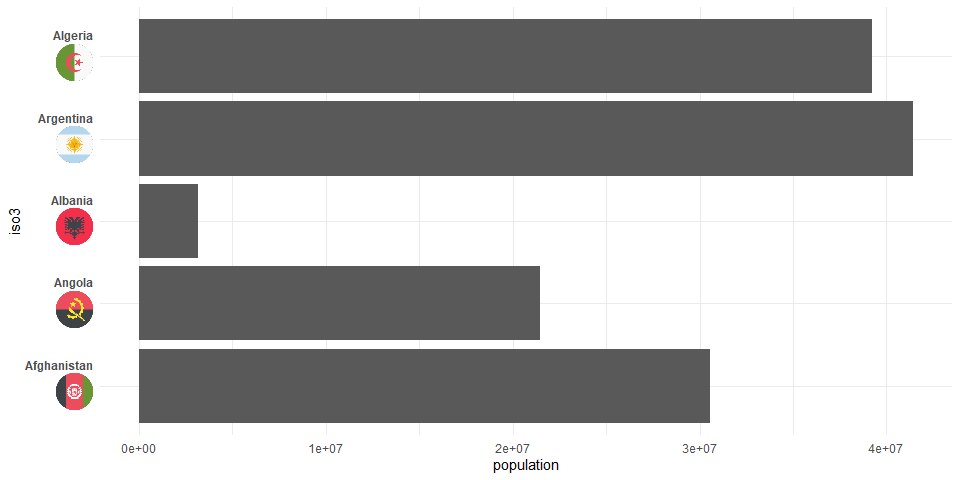 Algeria
Argentina
Albania
Angola
Afghanistan
iso3
0e+00 1e+07 2e+07 3e+07 4e+07
population